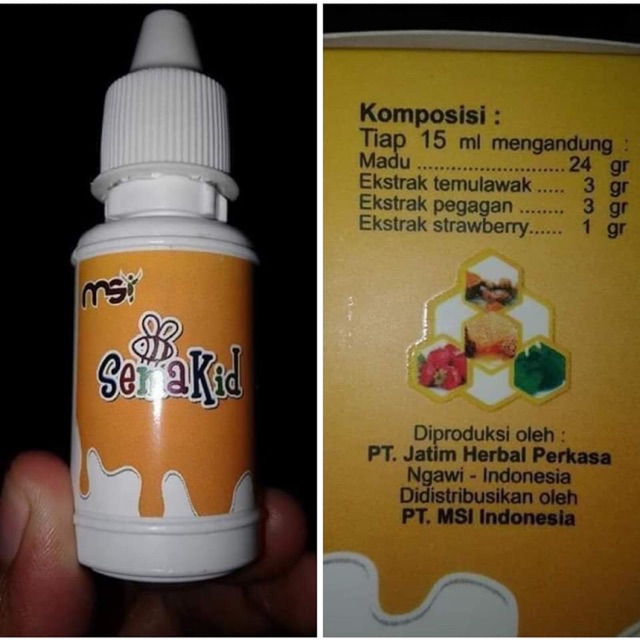 msi
SenaKid
Komposisi :
Tiap 15 ml mengandung :
Madu ........................ 24 gr
Ekstrak temulawak ..... 3 gr
Ekstrak pegagan ........ 3 gr
Ekstrak strawberry...... 1 gr
Diproduksi oleh :
PT. Jatim Herbal Perkasa
Ngawi - Indonesia
Didistribusikan oleh
PT. MSI Indonesia